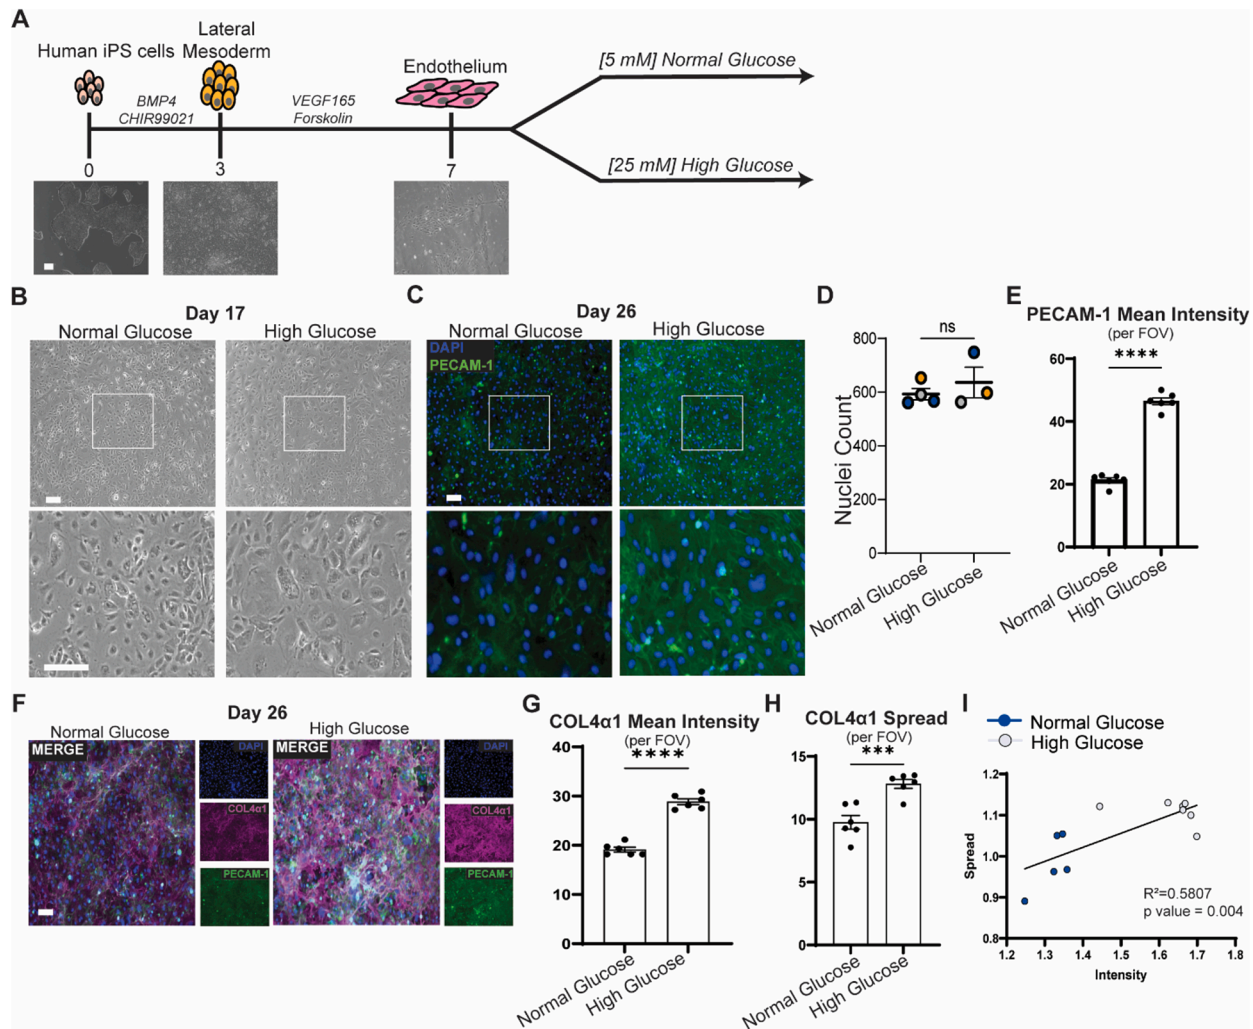 A
Human iPS cells
Lateral
Mesoderm
BMP4
CHIR99021
VEGF165
Forskolin
Endothelium
[5 mM] Normal Glucose
[25 mM] High Glucose
0
3
7
B
Day 17
Normal Glucose
High Glucose
C
Day 26
Normal Glucose
High Glucose
DAPI
PECAM-1
D
ns
800
600
400
200
0
Nuclei Count
Normal Glucose
High Glucose
E
PECAM-1 Mean Intensity
(per FOV)
****
60
40
20
0
Normal Glucose
High Glucose
F
Day 26
Normal Glucose
High Glucose
MERGE
DAPI
COL4α1
PECAM-1
MERGE
DAPI
COL4α1
PECAM-1
G
COL4α1 Mean Intensity
(per FOV)
****
40
30
20
10
0
Normal Glucose
High Glucose
H
COL4α1 Spread
(per FOV)
***
15
10
5
0
Normal Glucose
High Glucose
I
Normal Glucose
High Glucose
1.2
1.1
1.0
0.9
0.8
Spread
R²=0.5807
p value = 0.004
1.2 1.3 1.4 1.5 1.6 1.7 1.8
Intensity